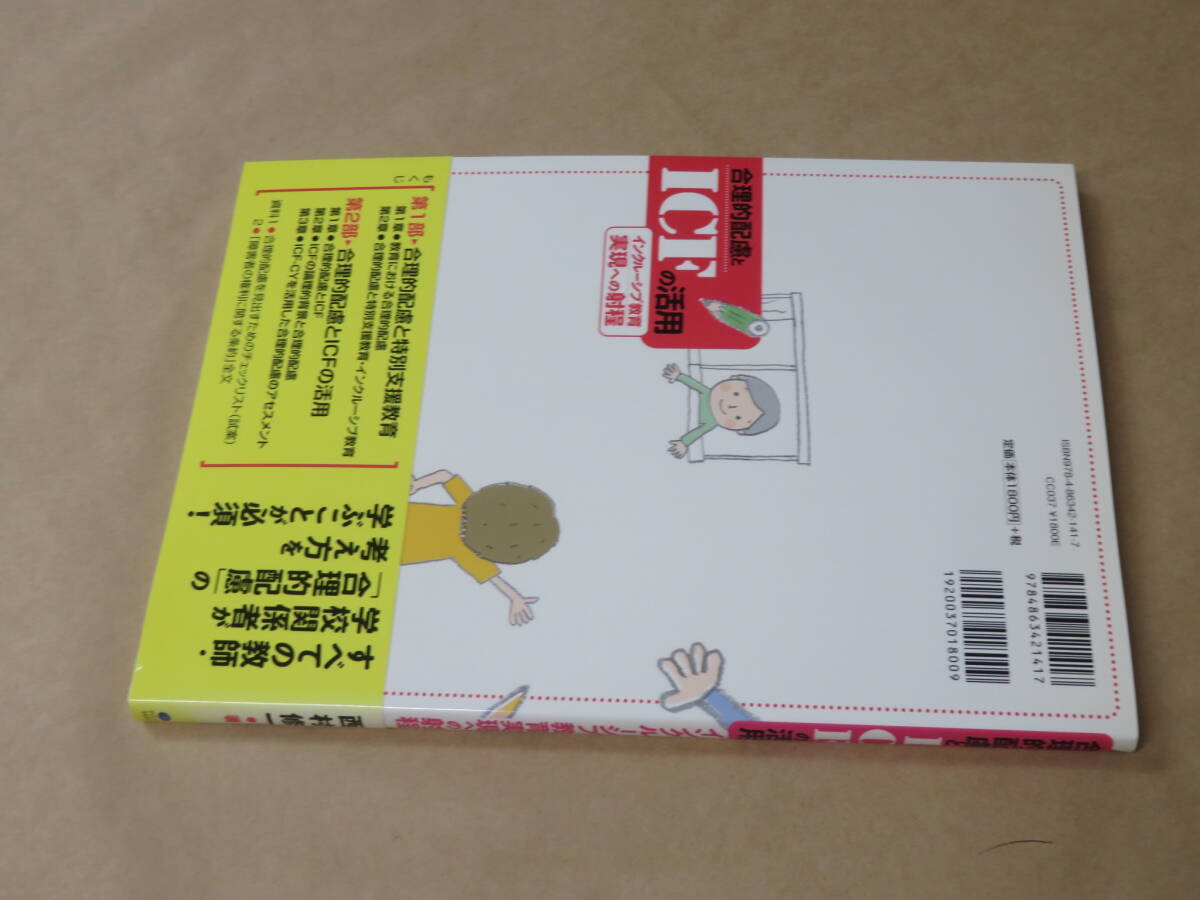 合理的配慮と
ICFの活用
インクルーシブ教育
実現への射程
ISBN978-4-86342-141-7
CC037 ¥1800E
定価[本体1800円]+税
9784863421417
1920037018009
もくじ
第1部▶合理的配慮と特別支援教育
第1章●教育における合理的配慮
第2章●合理的配慮と特別支援教育・インクルーシブ教育
第2部▶合理的配慮とICFの活用
第1章●合理的配慮とICF
第2章●ICFの論理的背景と合理的配慮
第3章●ICF-CYを活用した合理的配慮のアセスメント
資料1●合理的配慮を見出すためのチェックリスト(試案)
2●「障害者の権利に関する条約」全文
すべての教師・
学校関係者が
「合理的配慮」の
考え方を
学ぶことが必須!
合理的配慮と
ICFの活用
インクルーシブ
教育実現への射程
西村修一●著